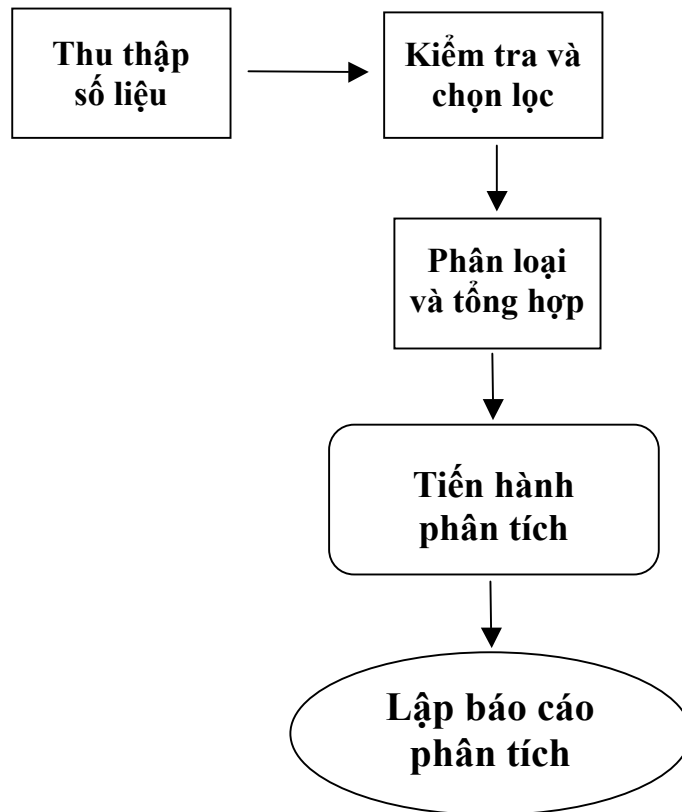 Thu thập
số liệu
Kiểm tra và
chọn lọc
Phân loại
và tổng hợp
Tiến hành
phân tích
Lập báo cáo
phân tích